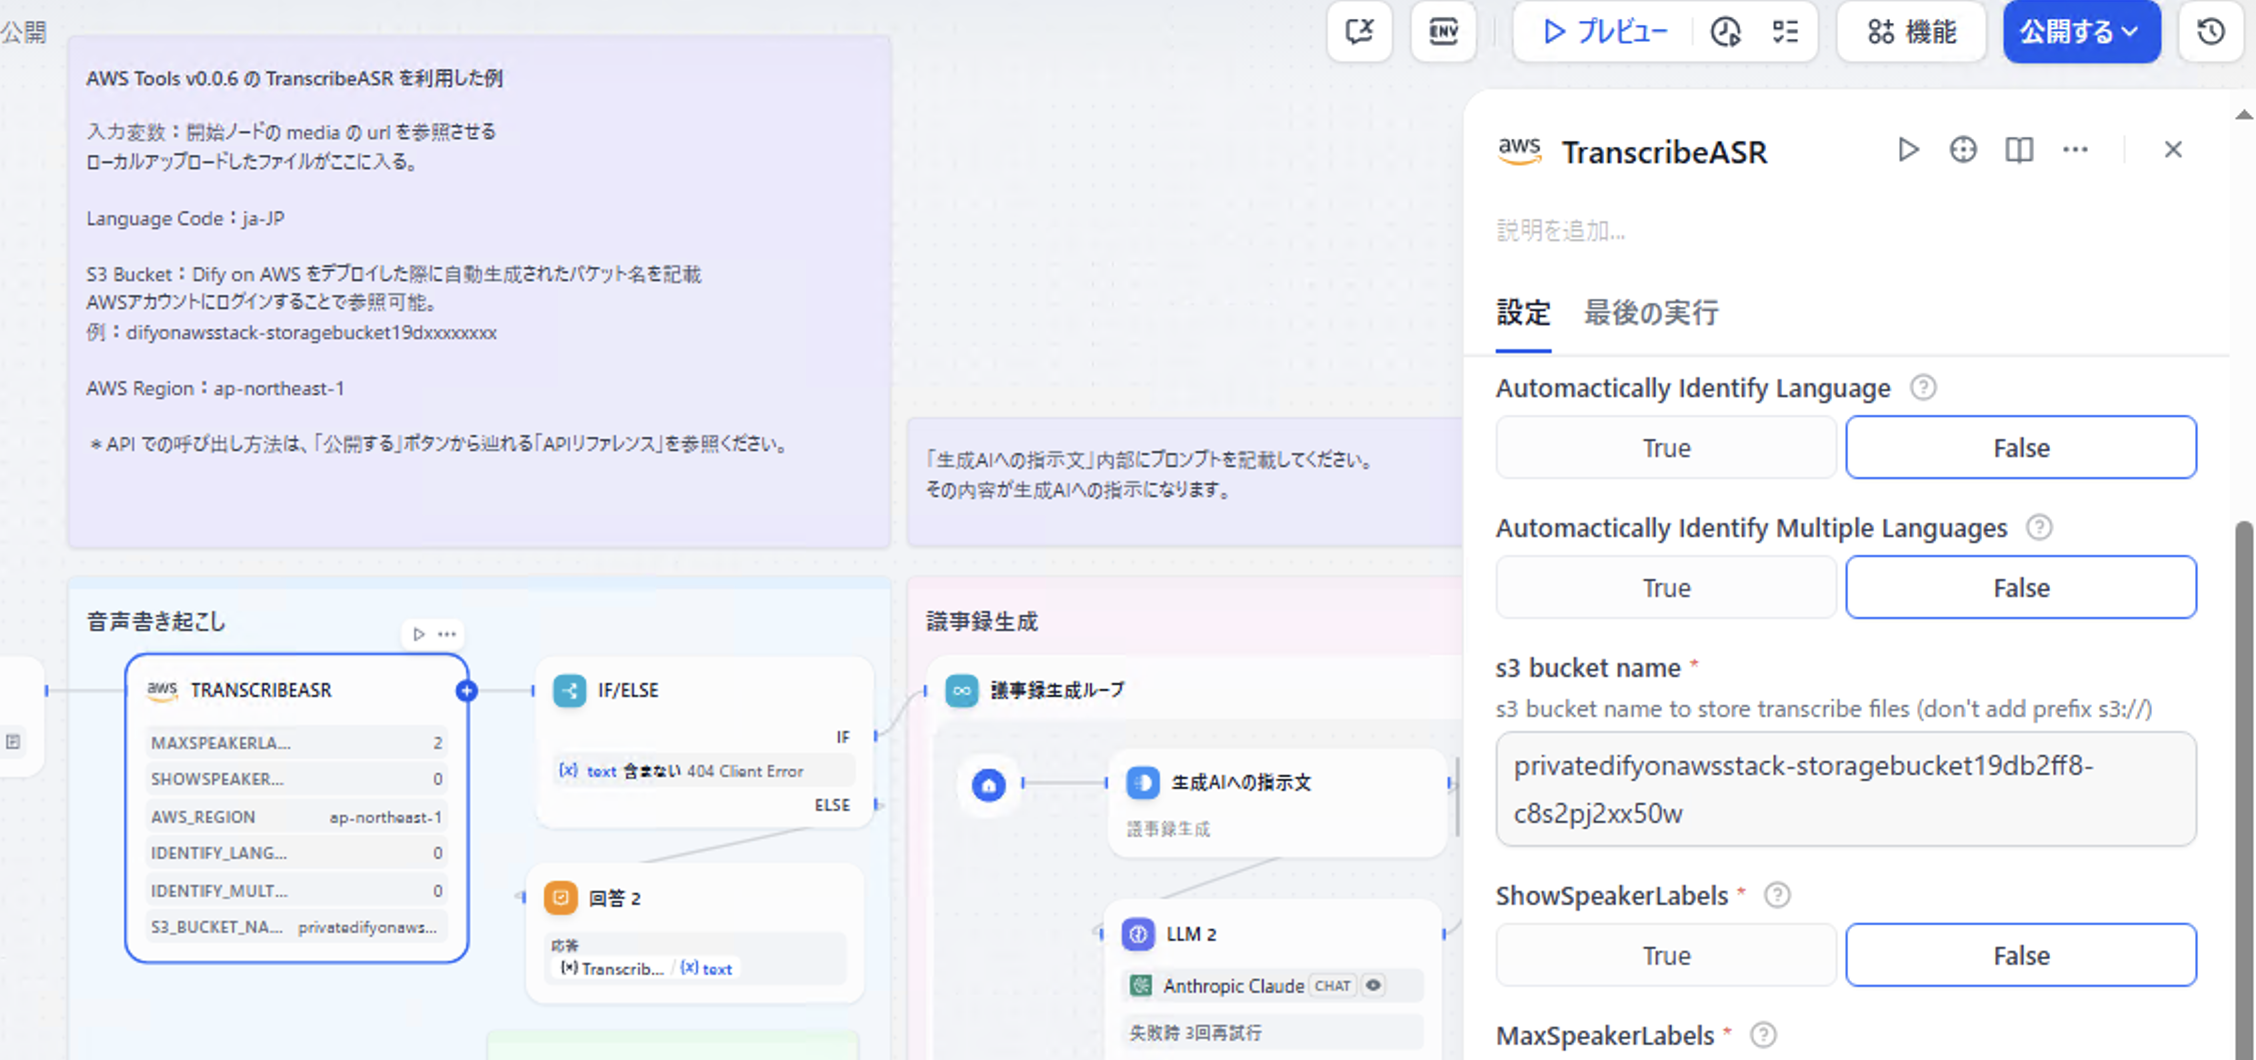 公開
ENV
プレビュー
機能
公開する
AWS Tools v0.0.6 の TranscribeASR を利用した例
入力変数：開始ノードの media の url を参照させる
ローカルアップロードしたファイルがここに入る。
Language Code：ja-JP
S3 Bucket：Dify on AWS をデプロイした際に自動生成されたバケット名を記載
AWSアカウントにログインすることで参照可能。
例：difyonawsstack-storagebucket19dxxxxxxxx
AWS Region：ap-northeast-1
＊API での呼び出し方法は、「公開する」ボタンから辿れる「APIリファレンス」を参照ください。
「生成AIへの指示文」内部にプロンプトを記載してください。
その内容が生成AIへの指示になります。
音声書き起こし
aws TRANSCRIBEASR
MAXSPEAKERLA... 2
SHOWSPEAKER... 0
AWS_REGION ap-northeast-1
IDENTIFY_LANG... 0
IDENTIFY_MULT... 0
S3_BUCKET_NA... privatedifyonaws...
IF/ELSE
IF
{x} text 含まない 404 Client Error
ELSE
回答 2
応答
{x} Transcrib... / {x} text
議事録生成
議事録生成ループ
生成AIへの指示文
議事録生成
LLM 2
Anthropic Claude CHAT
失敗時 3回再試行
aws TranscribeASR
説明を追加...
設定 最後の実行
Automactically Identify Language
True False
Automactically Identify Multiple Languages
True False
s3 bucket name *
s3 bucket name to store transcribe files (don't add prefix s3://)
privatedifyonawsstack-storagebucket19db2ff8-
c8s2pj2xx50w
ShowSpeakerLabels *
True False
MaxSpeakerLabels *